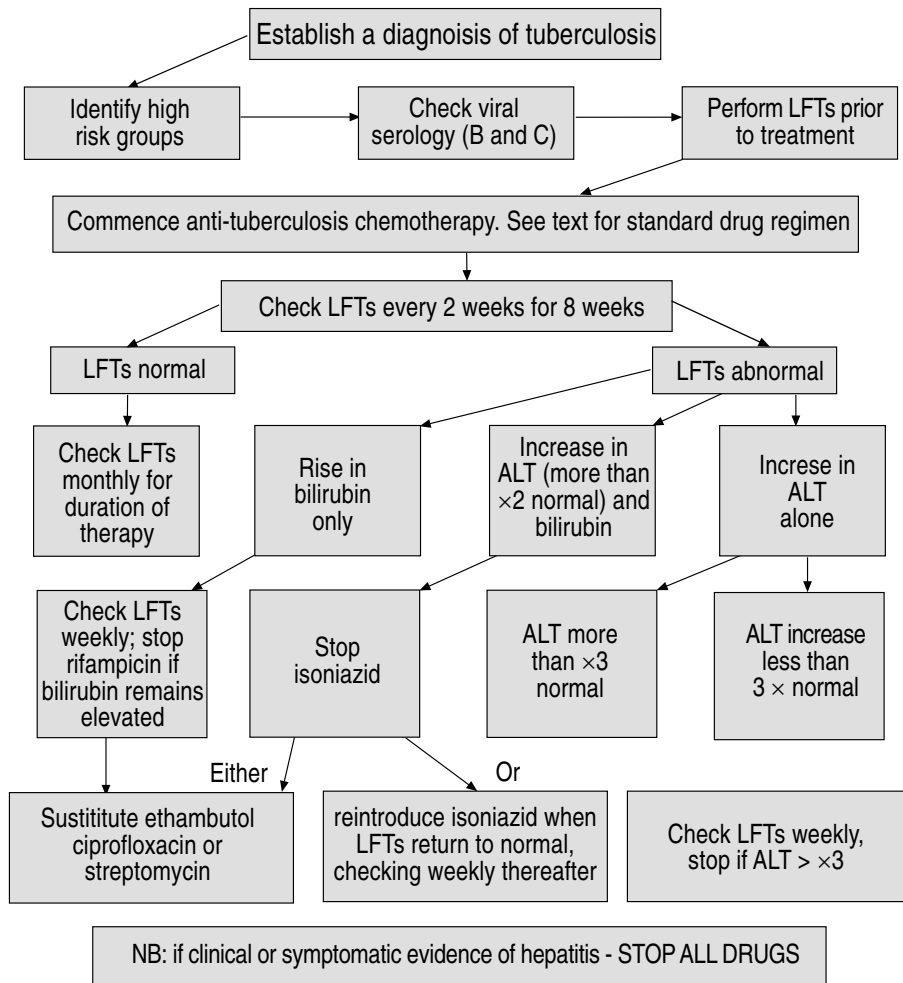 Establish a diagnoisis of tuberculosis
Identify high
risk groups
Check viral
serology (B and C)
Perform LFTs prior
to treatment
Commence anti-tuberculosis chemotherapy. See text for standard drug regimen
Check LFTs every 2 weeks for 8 weeks
LFTs normal
LFTs abnormal
Check LFTs
monthly for
duration of
therapy
Rise in
bilirubin
only
Increase in
ALT (more than
×2 normal) and
bilirubin
Increse in
ALT
alone
Check LFTs
weekly; stop
rifampicin if
bilirubin remains
elevated
Stop
isoniazid
ALT more
than ×3
normal
ALT increase
less than
3 × normal
Either
Or
Sustititute ethambutol
ciprofloxacin or
streptomycin
reintroduce isoniazid when
LFTs return to normal,
checking weekly thereafter
Check LFTs weekly,
stop if ALT > ×3
NB: if clinical or symptomatic evidence of hepatitis - STOP ALL DRUGS